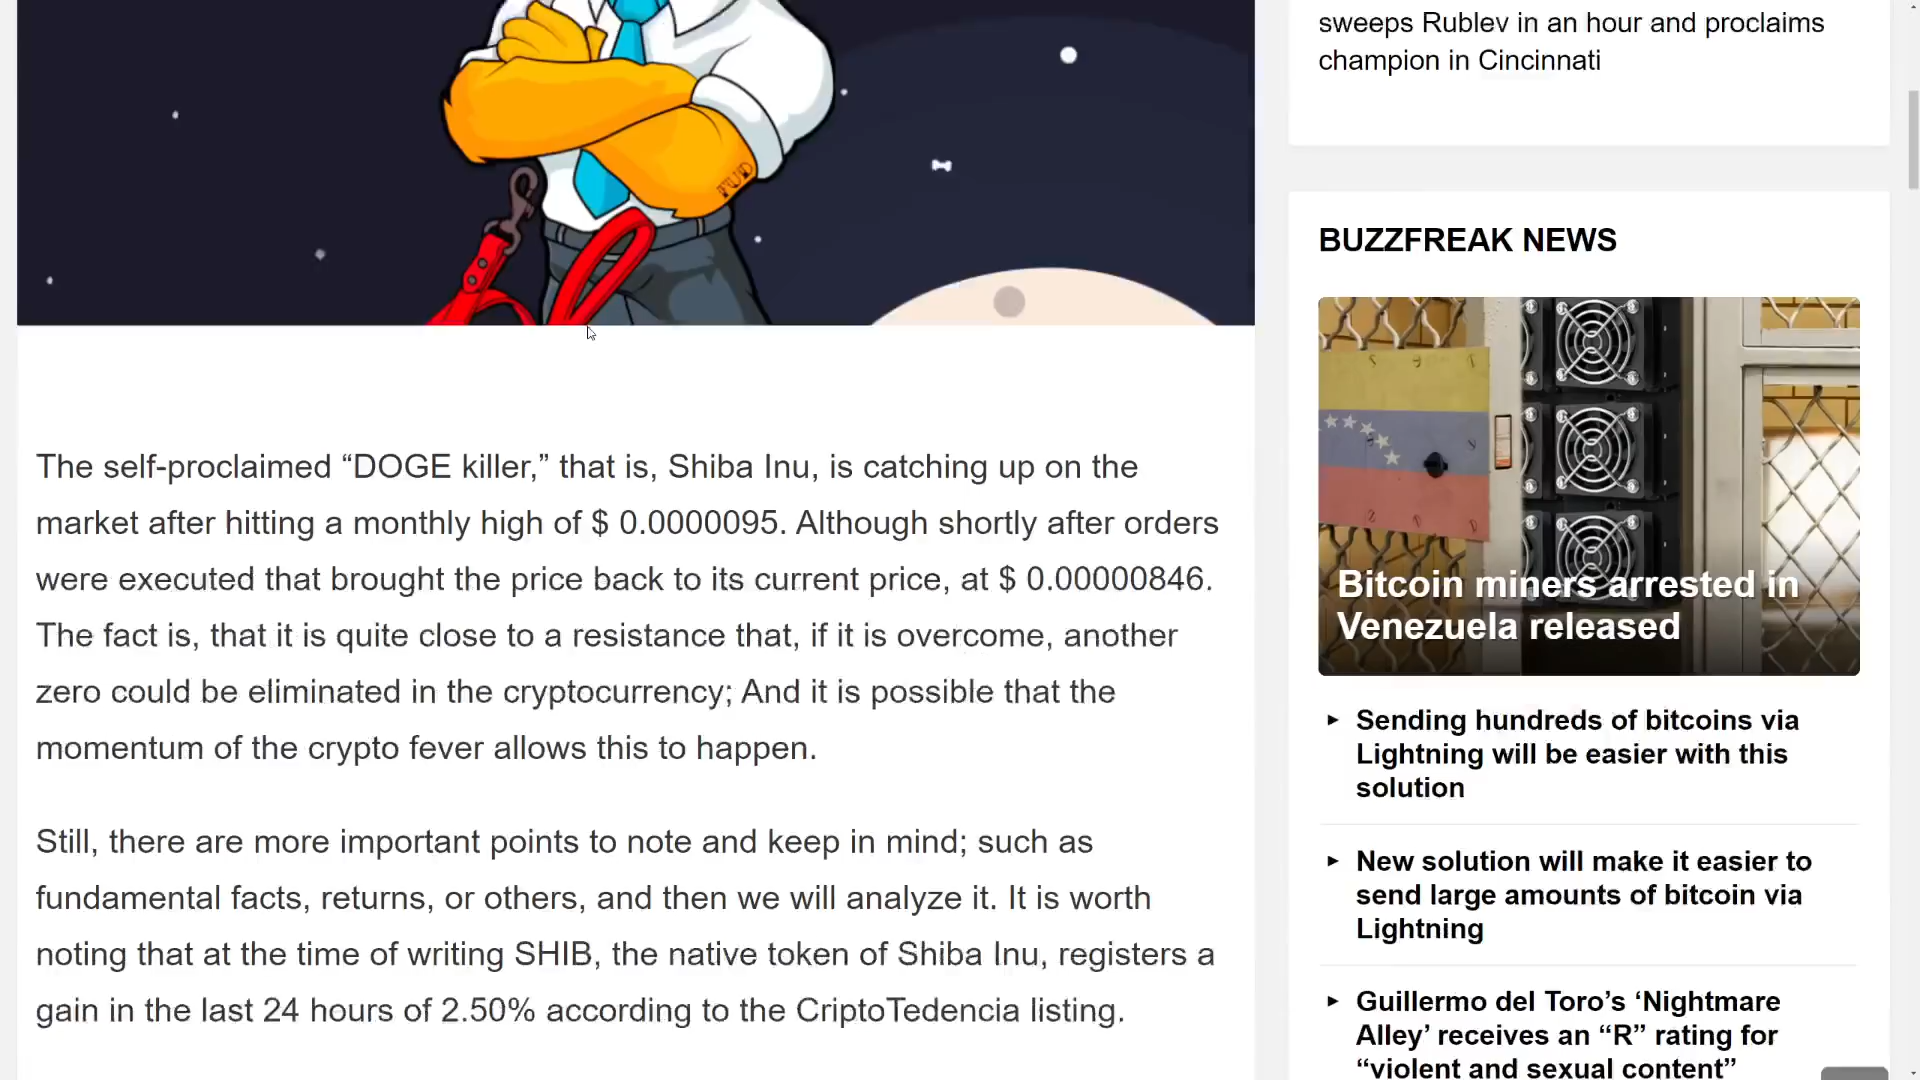 FUD
The self-proclaimed “DOGE killer,” that is, Shiba Inu, is catching up on the
market after hitting a monthly high of $ 0.0000095. Although shortly after orders
were executed that brought the price back to its current price, at $ 0.00000846.
The fact is, that it is quite close to a resistance that, if it is overcome, another
zero could be eliminated in the cryptocurrency; And it is possible that the
momentum of the crypto fever allows this to happen.
Still, there are more important points to note and keep in mind; such as
fundamental facts, returns, or others, and then we will analyze it. It is worth
noting that at the time of writing SHIB, the native token of Shiba Inu, registers a
gain in the last 24 hours of 2.50% according to the CriptoTedencia listing.
sweeps Rublev in an hour and proclaims
champion in Cincinnati
BUZZFREAK NEWS
Bitcoin miners arrested in
Venezuela released
Sending hundreds of bitcoins via
Lightning will be easier with this
solution
New solution will make it easier to
send large amounts of bitcoin via
Lightning
Guillermo del Toro’s ‘Nightmare
Alley’ receives an “R” rating for
“violent and sexual content”